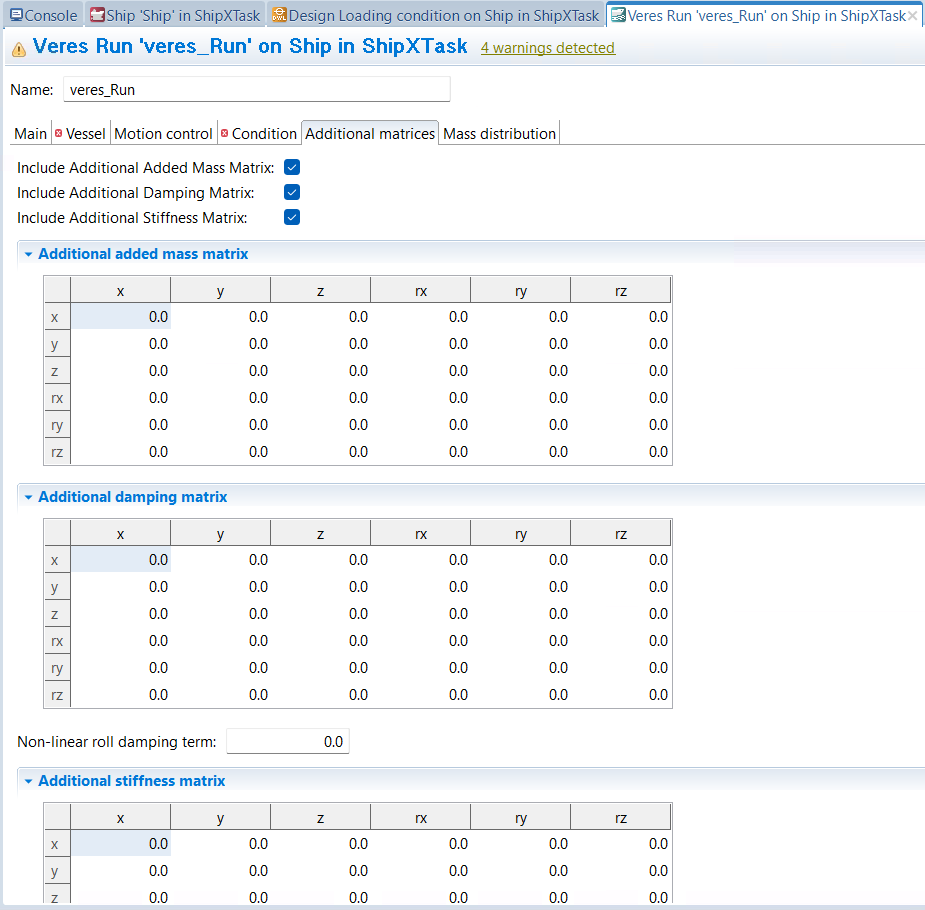 Console Ship 'Ship' in ShipXTask Design Loading condition on Ship in ShipXTask Veres Run 'veres_Run' on Ship in ShipXTask
Veres Run 'veres_Run' on Ship in ShipXTask 4 warnings detected
Name: veres_Run
Main Vessel Motion control Condition Additional matrices Mass distribution
Include Additional Added Mass Matrix:
Include Additional Damping Matrix:
Include Additional Stiffness Matrix:
Additional added mass matrix
x y z rx ry rz
x 0.0 0.0 0.0 0.0 0.0 0.0
y 0.0 0.0 0.0 0.0 0.0 0.0
z 0.0 0.0 0.0 0.0 0.0 0.0
rx 0.0 0.0 0.0 0.0 0.0 0.0
ry 0.0 0.0 0.0 0.0 0.0 0.0
rz 0.0 0.0 0.0 0.0 0.0 0.0
Additional damping matrix
x y z rx ry rz
x 0.0 0.0 0.0 0.0 0.0 0.0
y 0.0 0.0 0.0 0.0 0.0 0.0
z 0.0 0.0 0.0 0.0 0.0 0.0
rx 0.0 0.0 0.0 0.0 0.0 0.0
ry 0.0 0.0 0.0 0.0 0.0 0.0
rz 0.0 0.0 0.0 0.0 0.0 0.0
Non-linear roll damping term: 0.0
Additional stiffness matrix
x y z rx ry rz
x 0.0 0.0 0.0 0.0 0.0 0.0
y 0.0 0.0 0.0 0.0 0.0 0.0
z 0.0 0.0 0.0 0.0 0.0 0.0